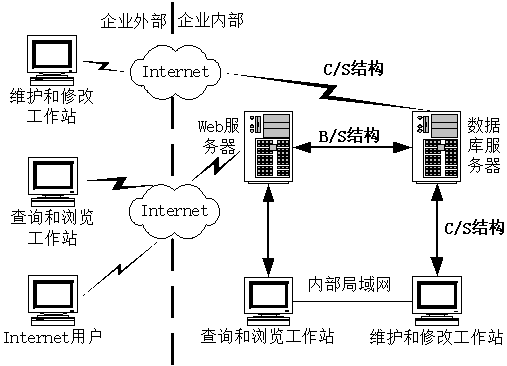 企业外部 企业内部
Internet
C/S结构
维护和修改
工作站
Web服
务器
B/S结构
数据
库服
务器
查询和浏览
工作站
Internet
C/S结构
内部局域网
Internet用户
查询和浏览工作站
维护和修改工作站